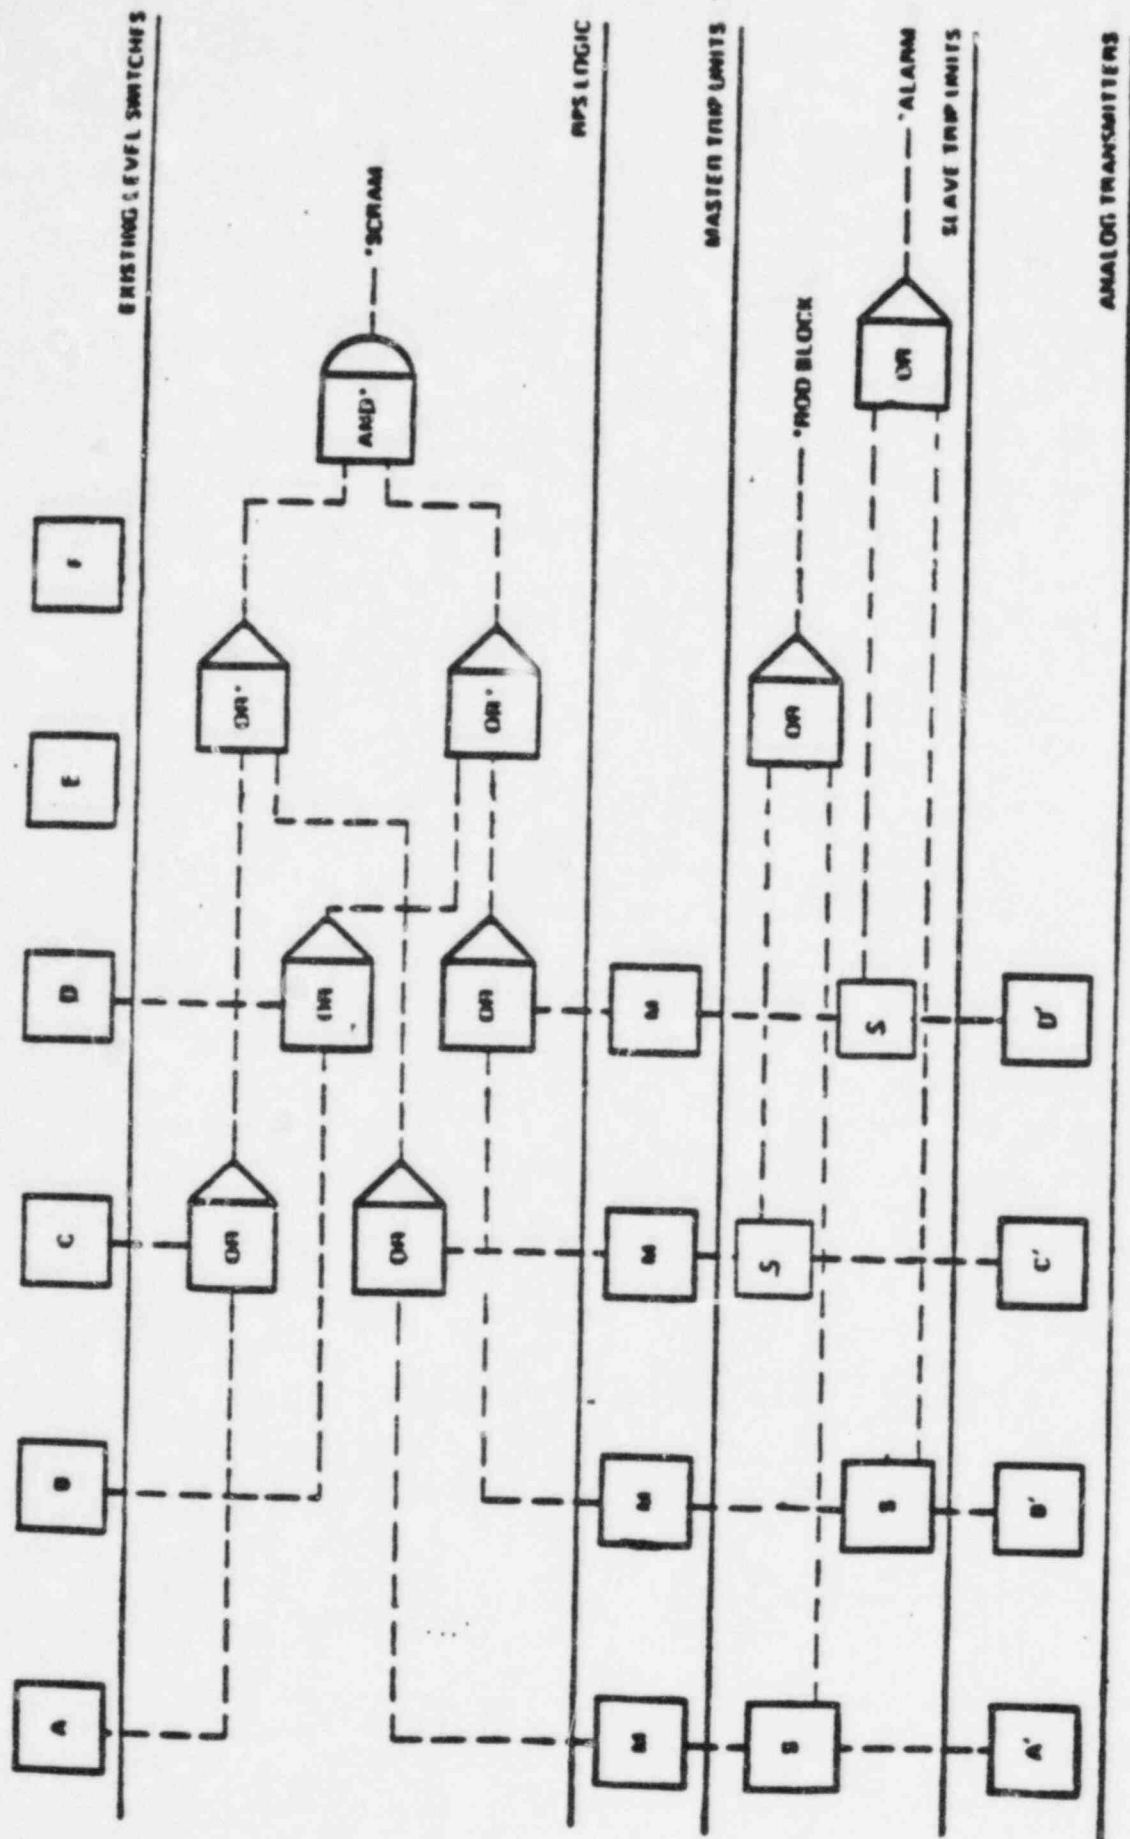 EXISTING LEVEL SWITCHES
A
B
C
D
E
F
OR
OR
OR
OR
OR*
OR*
AND*
*SCRAM
RPS LOGIC
M
M
M
M
MASTER TRIP UNITS
S
S
S
S
OR
*ROD BLOCK
OR
*ALARM
SLAVE TRIP UNITS
A'
B'
C'
D'
ANALOG TRANSMITTERS